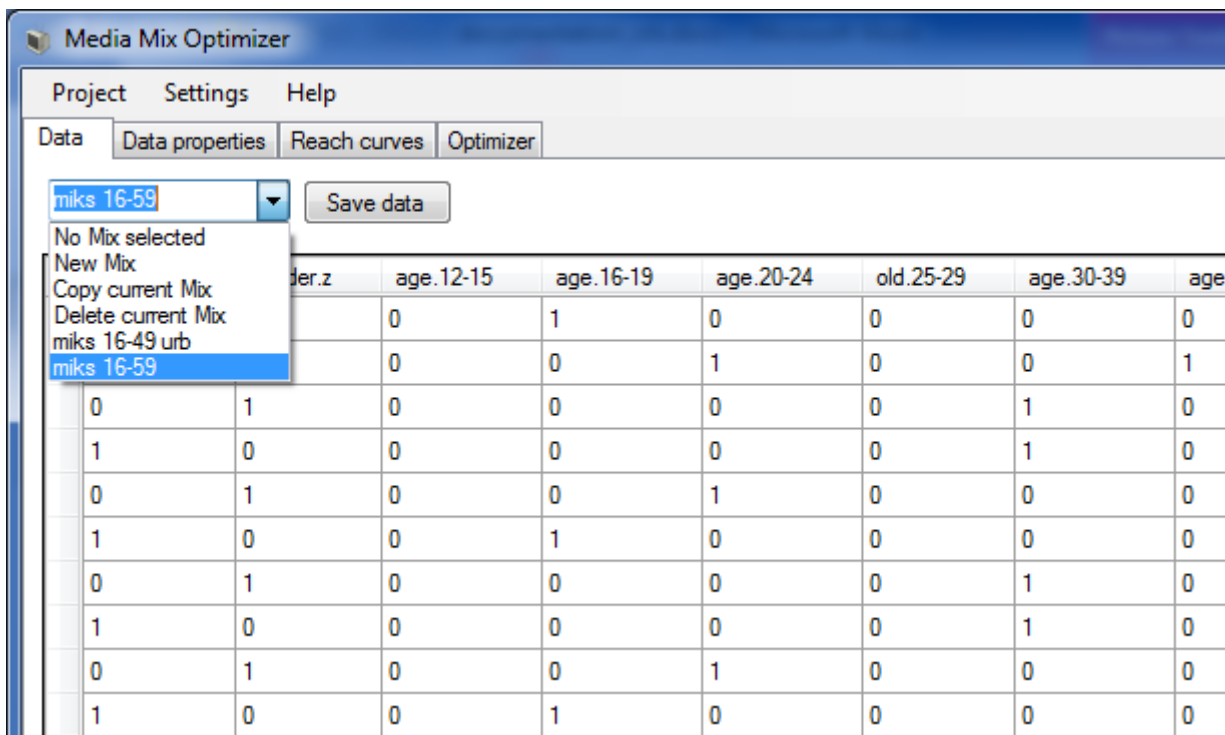 Media Mix Optimizer
Project Settings Help
Data Data properties Reach curves Optimizer
miks 16-59 Save data
No Mix selected
New Mix
Copy current Mix
Delete current Mix
miks 16-49 urb
miks 16-59
der.z age.12-15 age.16-19 age.20-24 old.25-29 age.30-39 age
0 1 0 0 0 0
0 0 1 0 0 1
0 1 0 0 0 0 1 0
1 0 0 0 0 0 1 0
0 1 0 0 1 0 0 0
1 0 0 1 0 0 0 0
0 1 0 0 0 0 1 0
1 0 0 0 0 0 1 0
0 1 0 0 1 0 0 0
1 0 0 1 0 0 0 0